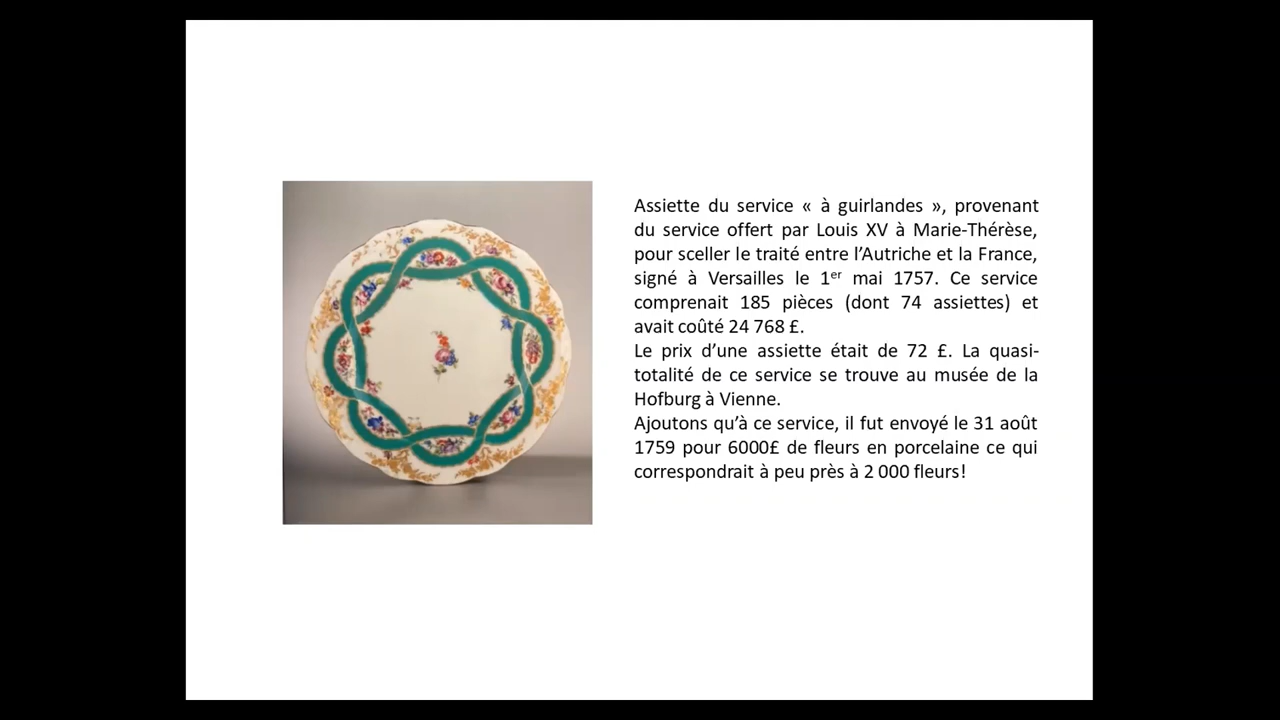 Assiette du service « à guirlandes », provenant
du service offert par Louis XV à Marie-Thérèse,
pour sceller le traité entre l’Autriche et la France,
signé à Versailles le 1er mai 1757. Ce service
comprenait 185 pièces (dont 74 assiettes) et
avait coûté 24 768 £.
Le prix d’une assiette était de 72 £. La quasi-
totalité de ce service se trouve au musée de la
Hofburg à Vienne.
Ajoutons qu’à ce service, il fut envoyé le 31 août
1759 pour 6000£ de fleurs en porcelaine ce qui
correspondrait à peu près à 2 000 fleurs!